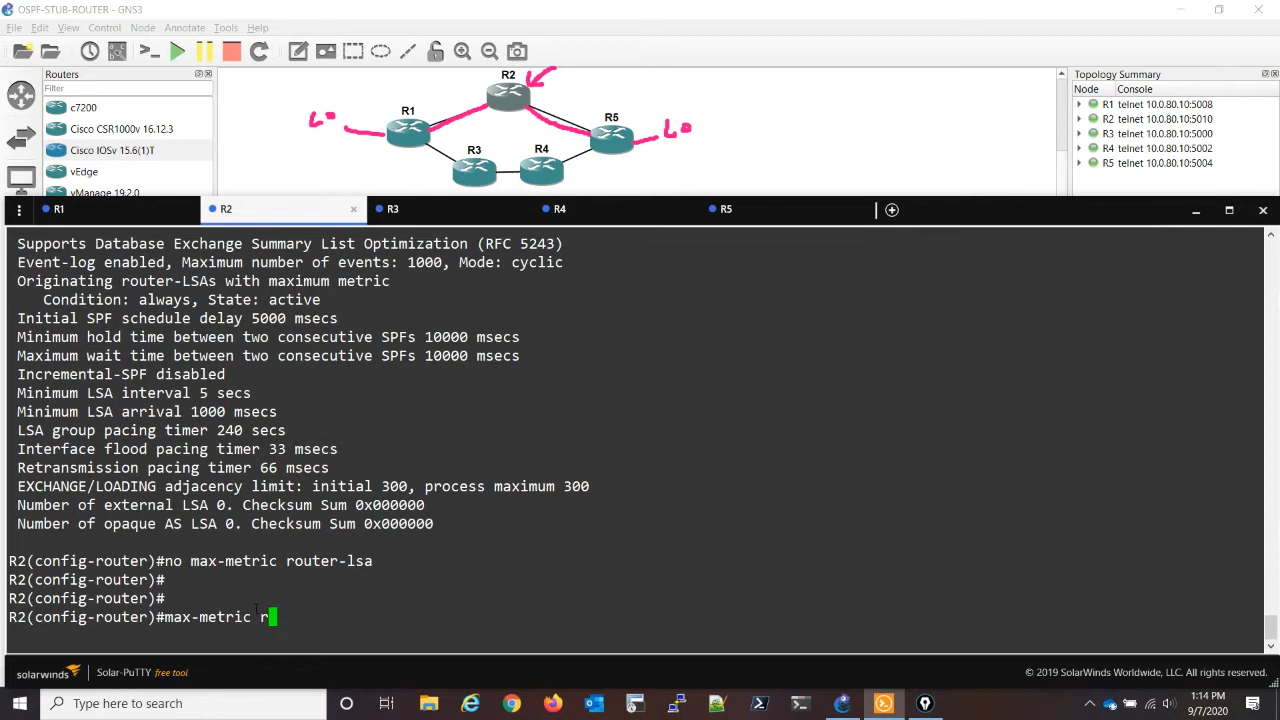 OSPF-STUB-ROUTER - GNS3
File Edit View Control Node Annotate Tools Help
Routers
Filter
c7200
Cisco CSR1000v 16.12.3
Cisco IOSv 15.6(1)T
vEdge
vManage 19.2.0
R2
R1
R5
R3
R4
Lo
Lo
Topology Summary
Node Console
R1 telnet 10.0.80.10:5008
R2 telnet 10.0.80.10:5010
R3 telnet 10.0.80.10:5000
R4 telnet 10.0.80.10:5002
R5 telnet 10.0.80.10:5004
R1 R2 R3 R4 R5
Supports Database Exchange Summary List Optimization (RFC 5243)
Event-log enabled, Maximum number of events: 1000, Mode: cyclic
Originating router-LSAs with maximum metric
Condition: always, State: active
Initial SPF schedule delay 5000 msecs
Minimum hold time between two consecutive SPFs 10000 msecs
Maximum wait time between two consecutive SPFs 10000 msecs
Incremental-SPF disabled
Minimum LSA interval 5 secs
Minimum LSA arrival 1000 msecs
LSA group pacing timer 240 secs
Interface flood pacing timer 33 msecs
Retransmission pacing timer 66 msecs
EXCHANGE/LOADING adjacency limit: initial 300, process maximum 300
Number of external LSA 0. Checksum Sum 0x000000
Number of opaque AS LSA 0. Checksum Sum 0x000000
R2(config-router)#no max-metric router-lsa
R2(config-router)#
R2(config-router)#
R2(config-router)#max-metric r
solarwinds Solar-PuTTY free tool
© 2019 SolarWinds Worldwide, LLC. All rights reserved.
Type here to search
1:14 PM
9/7/2020